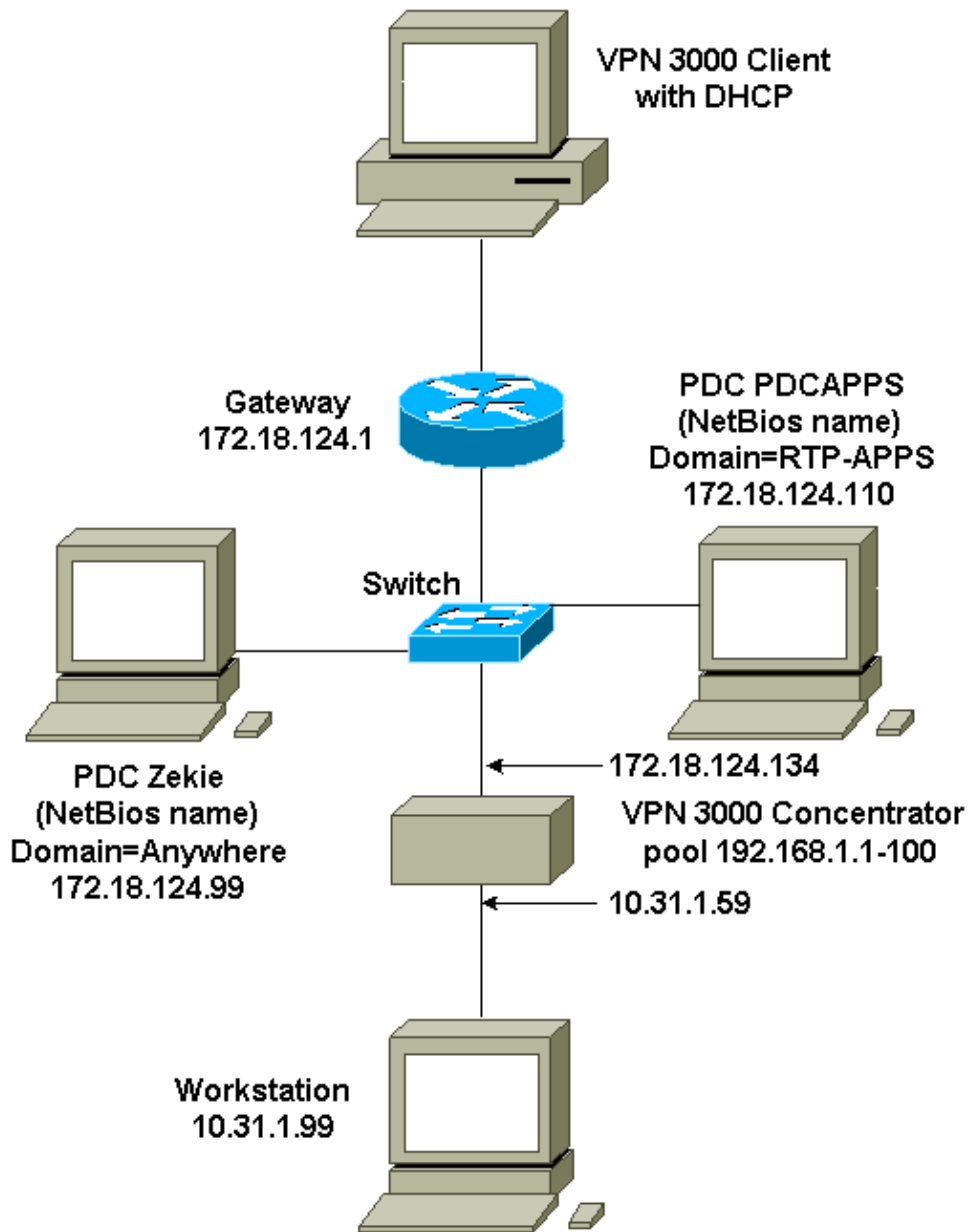 VPN 3000 Client
with DHCP
Gateway
172.18.124.1
PDC PDCAPPS
(NetBios name)
Domain=RTP-APPS
172.18.124.110
Switch
PDC Zekie
(NetBios name)
Domain=Anywhere
172.18.124.99
172.18.124.134
VPN 3000 Concentrator
pool 192.168.1.1-100
10.31.1.59
Workstation
10.31.1.99